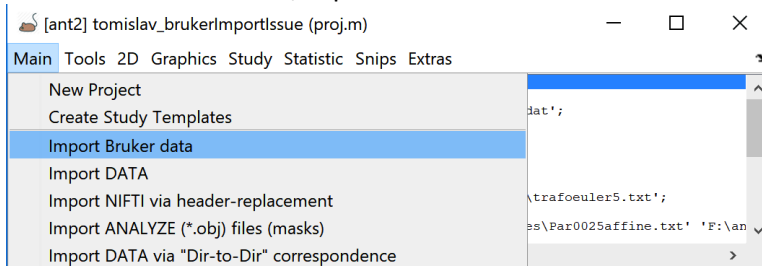 [ant2] tomislav_brukerImportIssue (proj.m)
Main Tools 2D Graphics Study Statistic Snips Extras
New Project
Create Study Templates
dat';
Import Bruker data
Import DATA
Import NIFTI via header-replacement
\trafoeuler5.txt';
Import ANALYZE (*.obj) files (masks)
es\Par0025affine.txt' 'F:\an
Import DATA via "Dir-to-Dir" correspondence